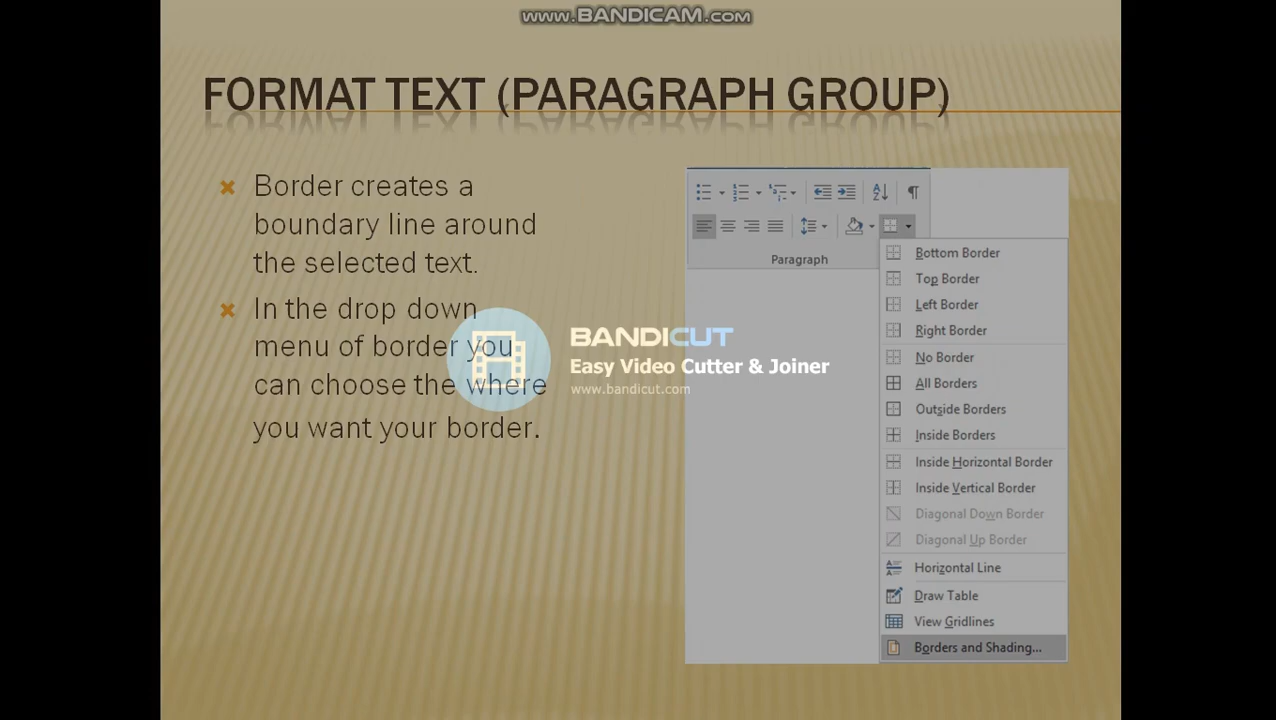 www.BANDICAM.com
FORMAT TEXT (PARAGRAPH GROUP)
Border creates a
boundary line around
the selected text.
In the drop down
menu of border you
can choose the where
you want your border.
BANDICUT
Easy Video Cutter & Joiner
www.bandicut.com
Paragraph
Bottom Border
Top Border
Left Border
Right Border
No Border
All Borders
Outside Borders
Inside Borders
Inside Horizontal Border
Inside Vertical Border
Diagonal Down Border
Diagonal Up Border
Horizontal Line
Draw Table
View Gridlines
Borders and Shading...